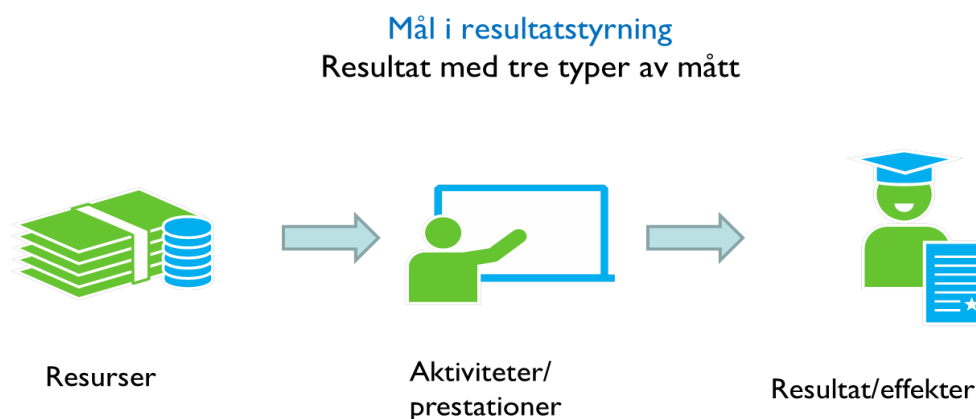 Mål i resultatstyrning
Resultat med tre typer av mått
Resurser
Aktiviteter/
prestationer
Resultat/effekter